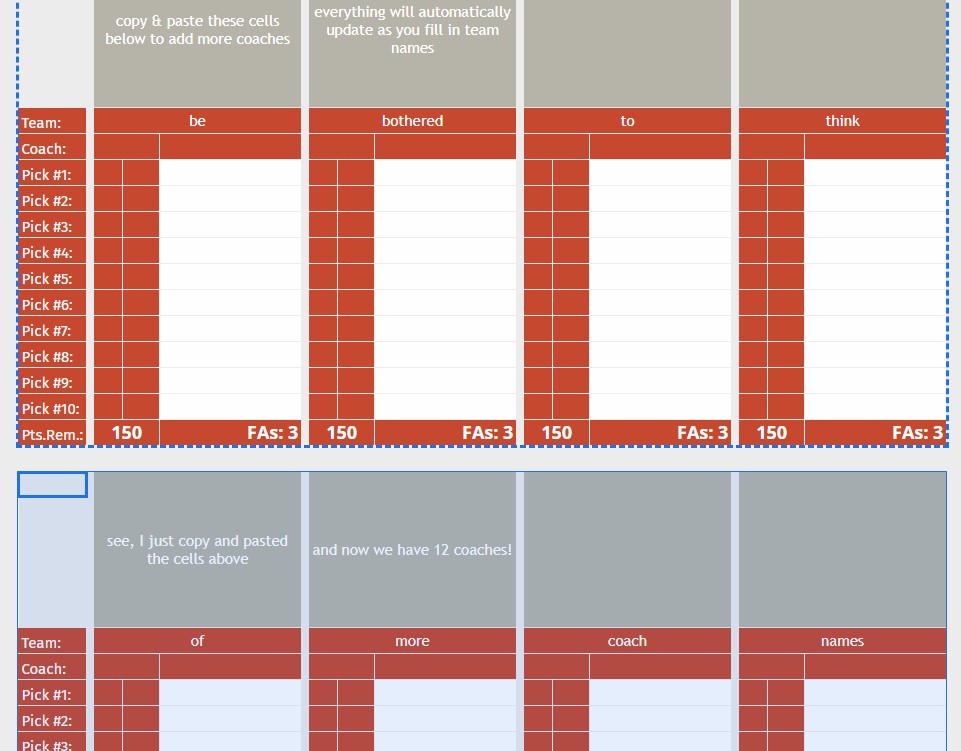 copy & paste these cells
below to add more coaches
everything will automatically
update as you fill in team
names
Team: be bothered to think
Coach:
Pick #1:
Pick #2:
Pick #3:
Pick #4:
Pick #5:
Pick #6:
Pick #7:
Pick #8:
Pick #9:
Pick #10:
Pts.Rem.: 150 FAs: 3 150 FAs: 3 150 FAs: 3 150 FAs: 3
see, I just copy and pasted
the cells above
and now we have 12 coaches!
Team: of more coach names
Coach:
Pick #1:
Pick #2:
Pick #3: